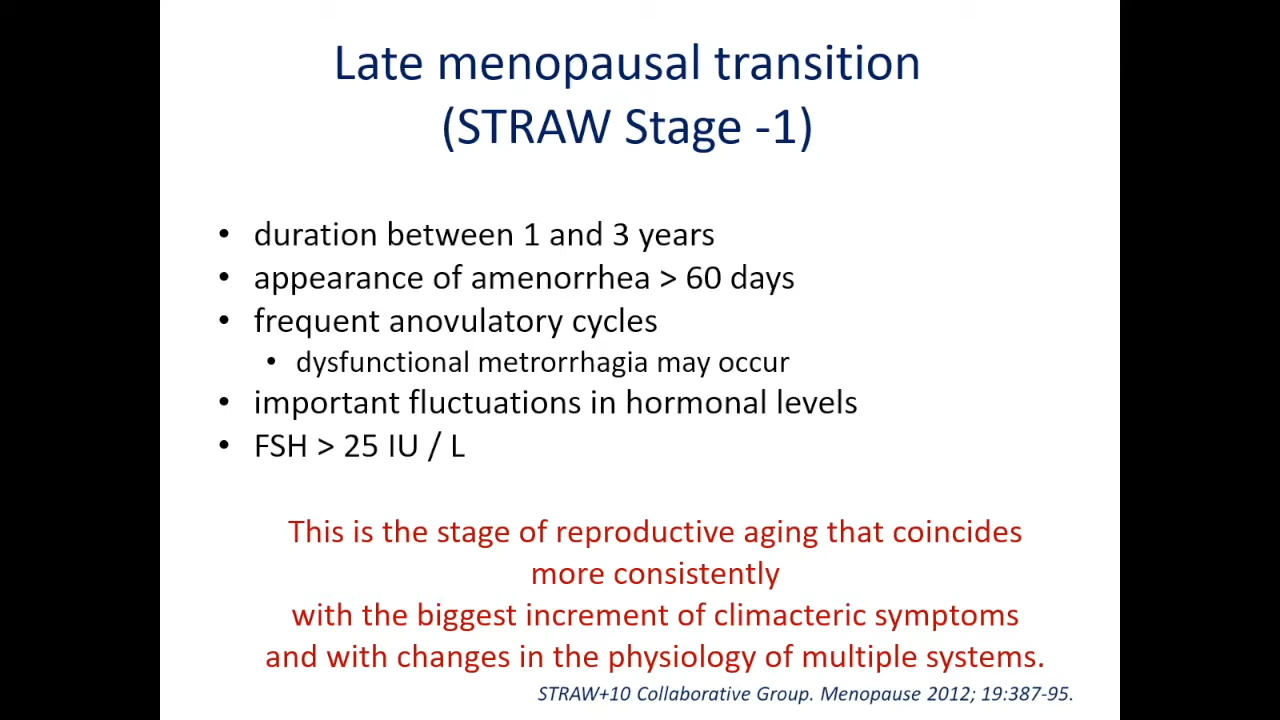 Late menopausal transition
(STRAW Stage -1)
• duration between 1 and 3 years
• appearance of amenorrhea > 60 days
• frequent anovulatory cycles
• dysfunctional metrorrhagia may occur
• important fluctuations in hormonal levels
• FSH > 25 IU / L
This is the stage of reproductive aging that coincides
more consistently
with the biggest increment of climacteric symptoms
and with changes in the physiology of multiple systems.
STRAW+10 Collaborative Group. Menopause 2012; 19:387-95.